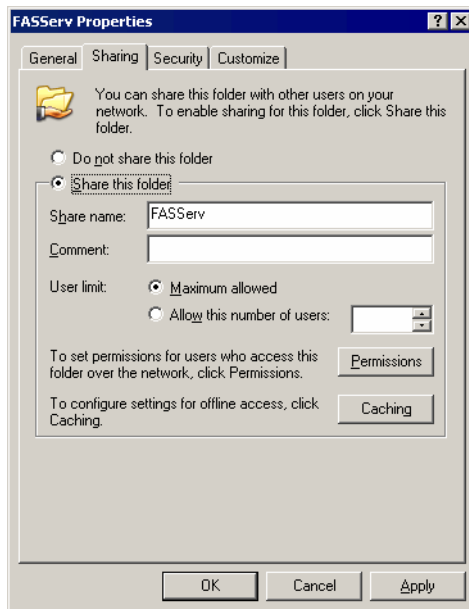 FASServ Properties
General Sharing Security Customize
You can share this folder with other users on your
network. To enable sharing for this folder, click Share this
folder.
Do not share this folder
Share this folder
Share name: FASServ
Comment:
User limit: Maximum allowed
Allow this number of users:
To set permissions for users who access this
folder over the network, click Permissions.
Permissions
To configure settings for offline access, click
Caching.
Caching
OK Cancel Apply